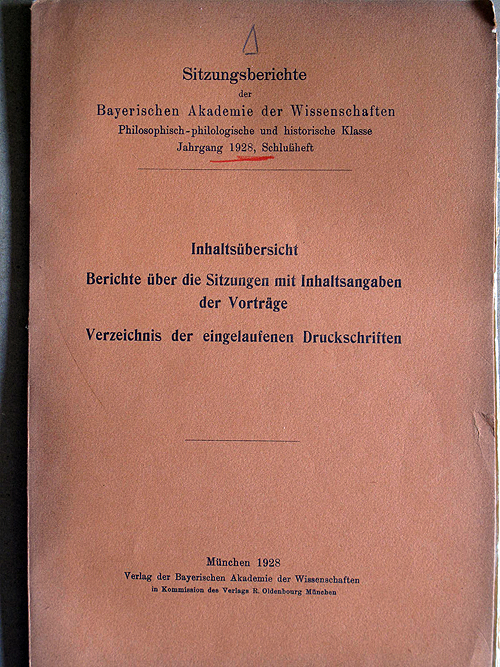 Sitzungsberichte
der
Bayerischen Akademie der Wissenschaften
Philosophisch-philologische und historische Klasse
Jahrgang 1928, Schlußheft
Inhaltsübersicht
Berichte über die Sitzungen mit Inhaltsangaben
der Vorträge
Verzeichnis der eingelaufenen Druckschriften
München 1928
Verlag der Bayerischen Akademie der Wissenschaften
in Kommission des Verlags R. Oldenbourg München